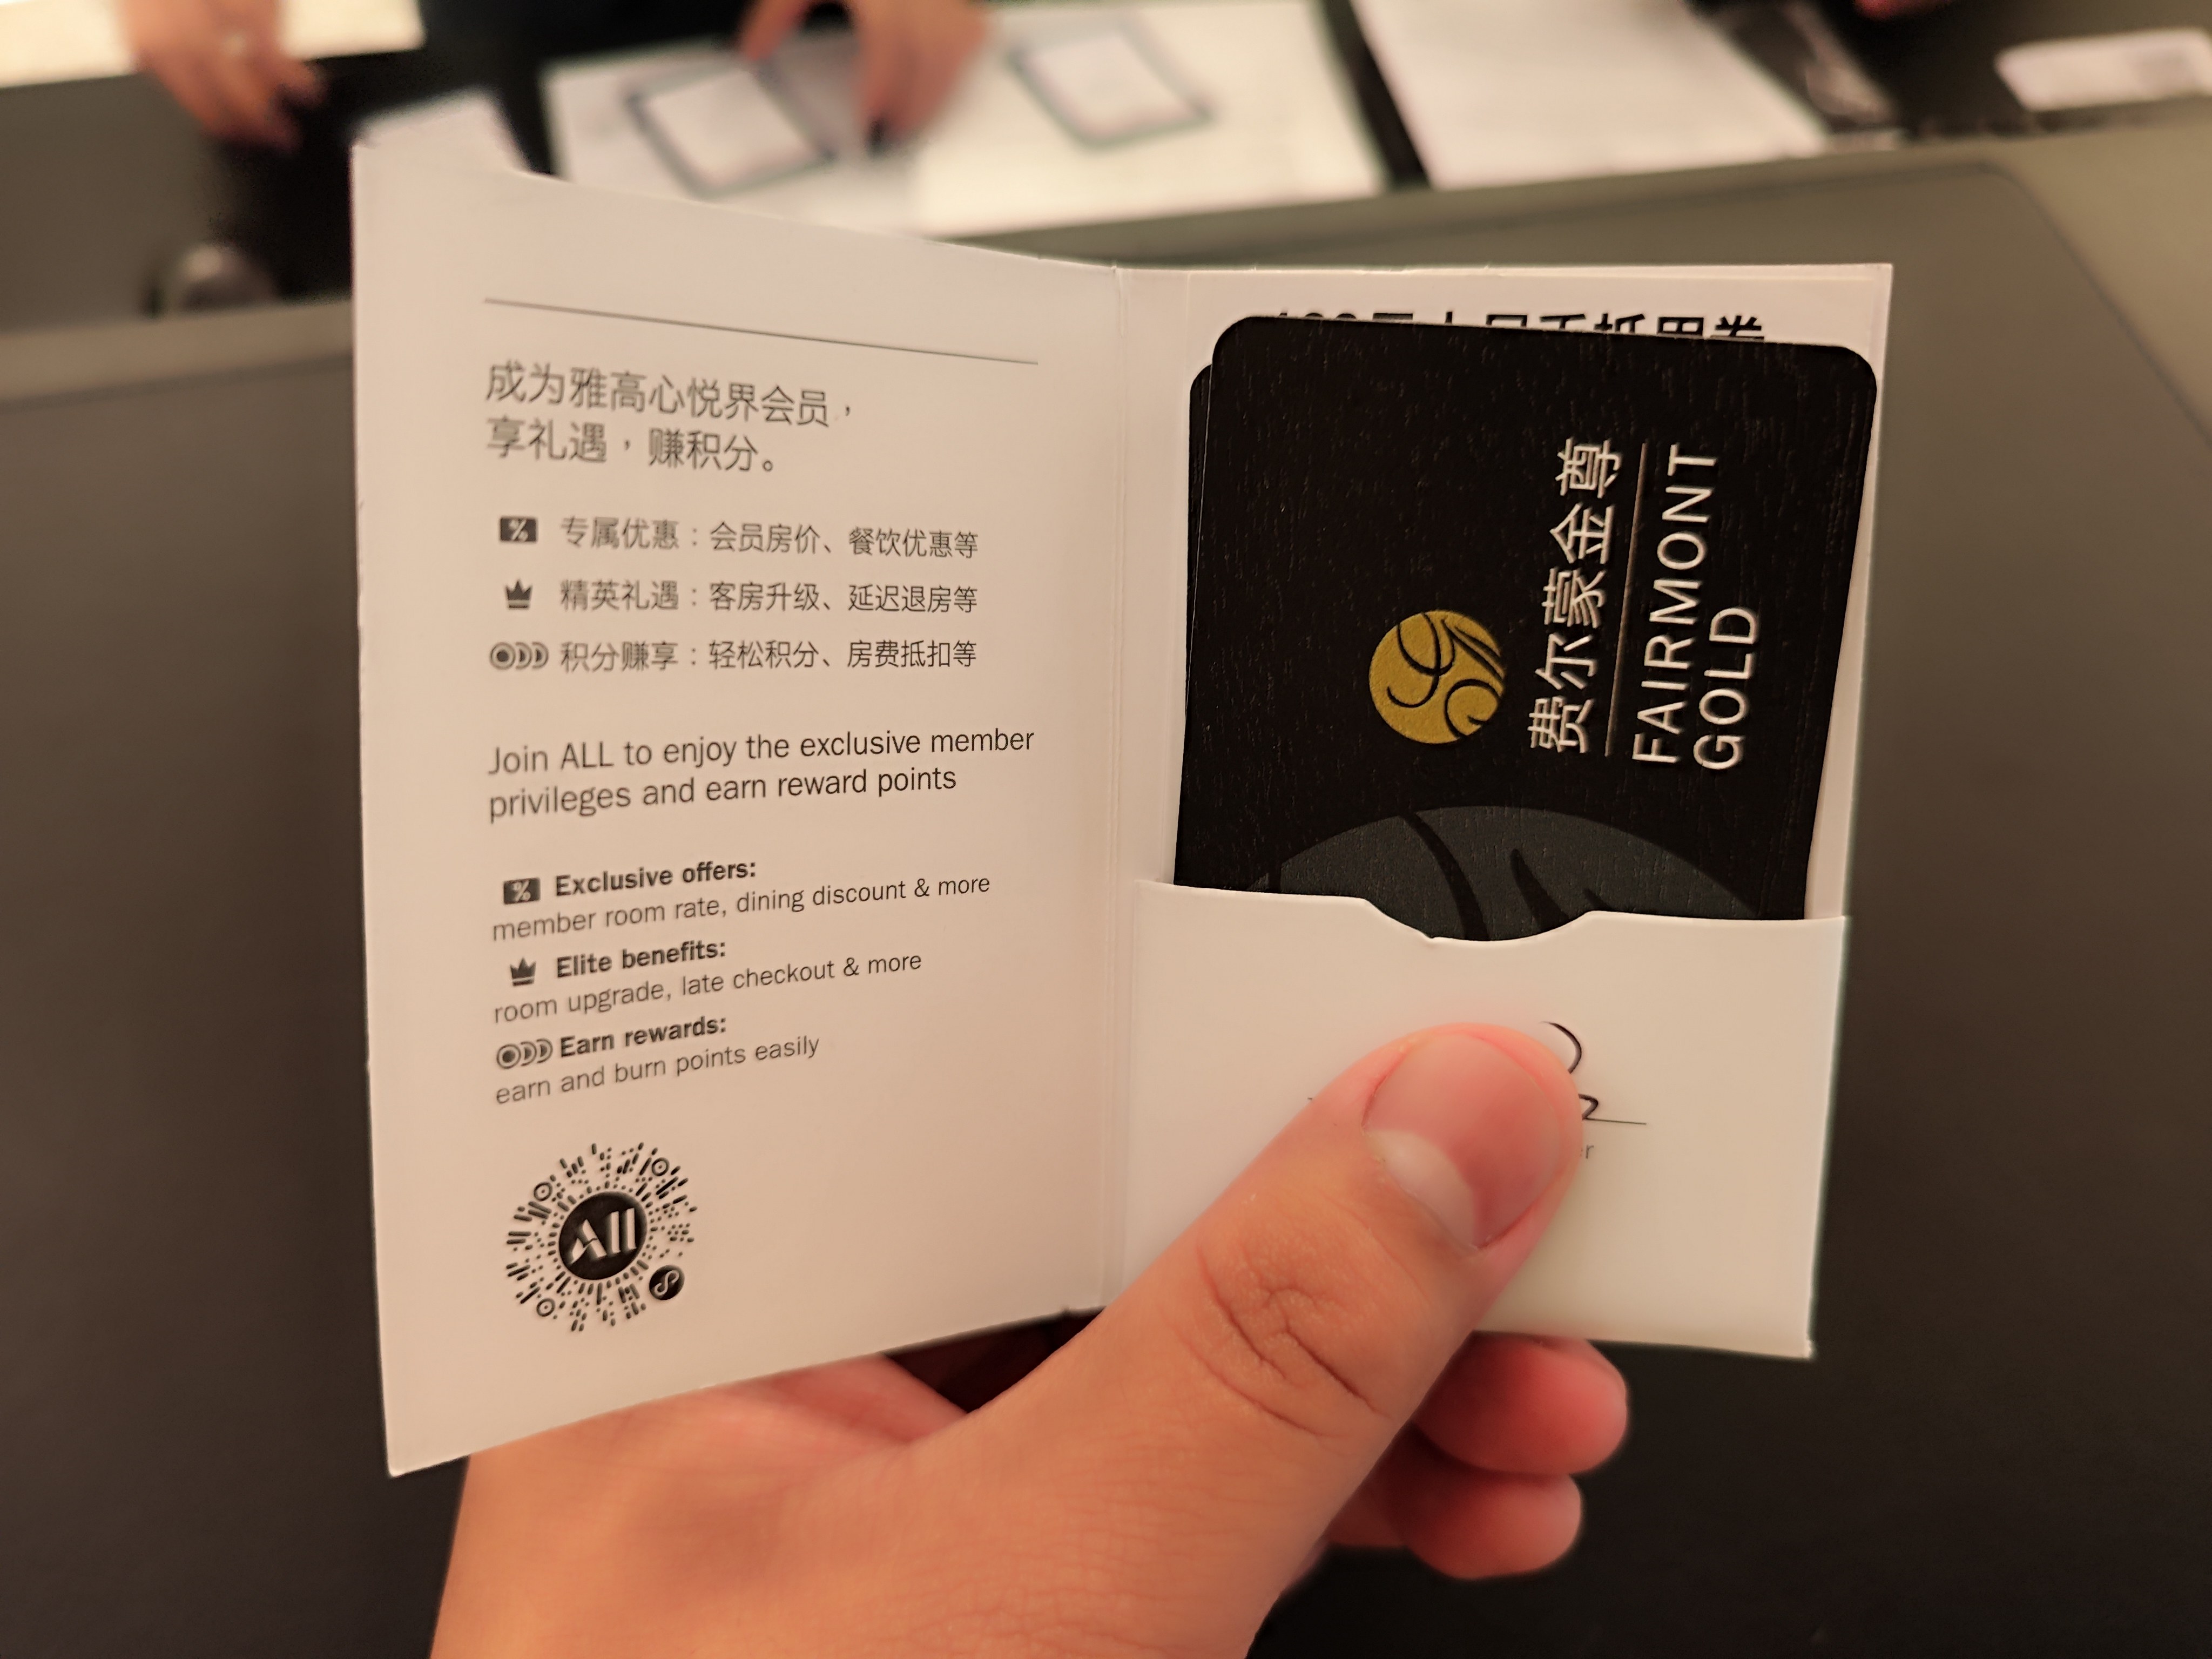 成为雅高心悦界会员，
享礼遇，赚积分。
专属优惠：会员房价、餐饮优惠等
精英礼遇：客房升级、延迟退房等
积分赚享：轻松积分、房费抵扣等
Join ALL to enjoy the exclusive member
privileges and earn reward points
Exclusive offers:
member room rate, dining discount & more
Elite benefits:
room upgrade, late checkout & more
Earn rewards:
earn and burn points easily
All
费尔蒙金尊
FAIRMONT
GOLD